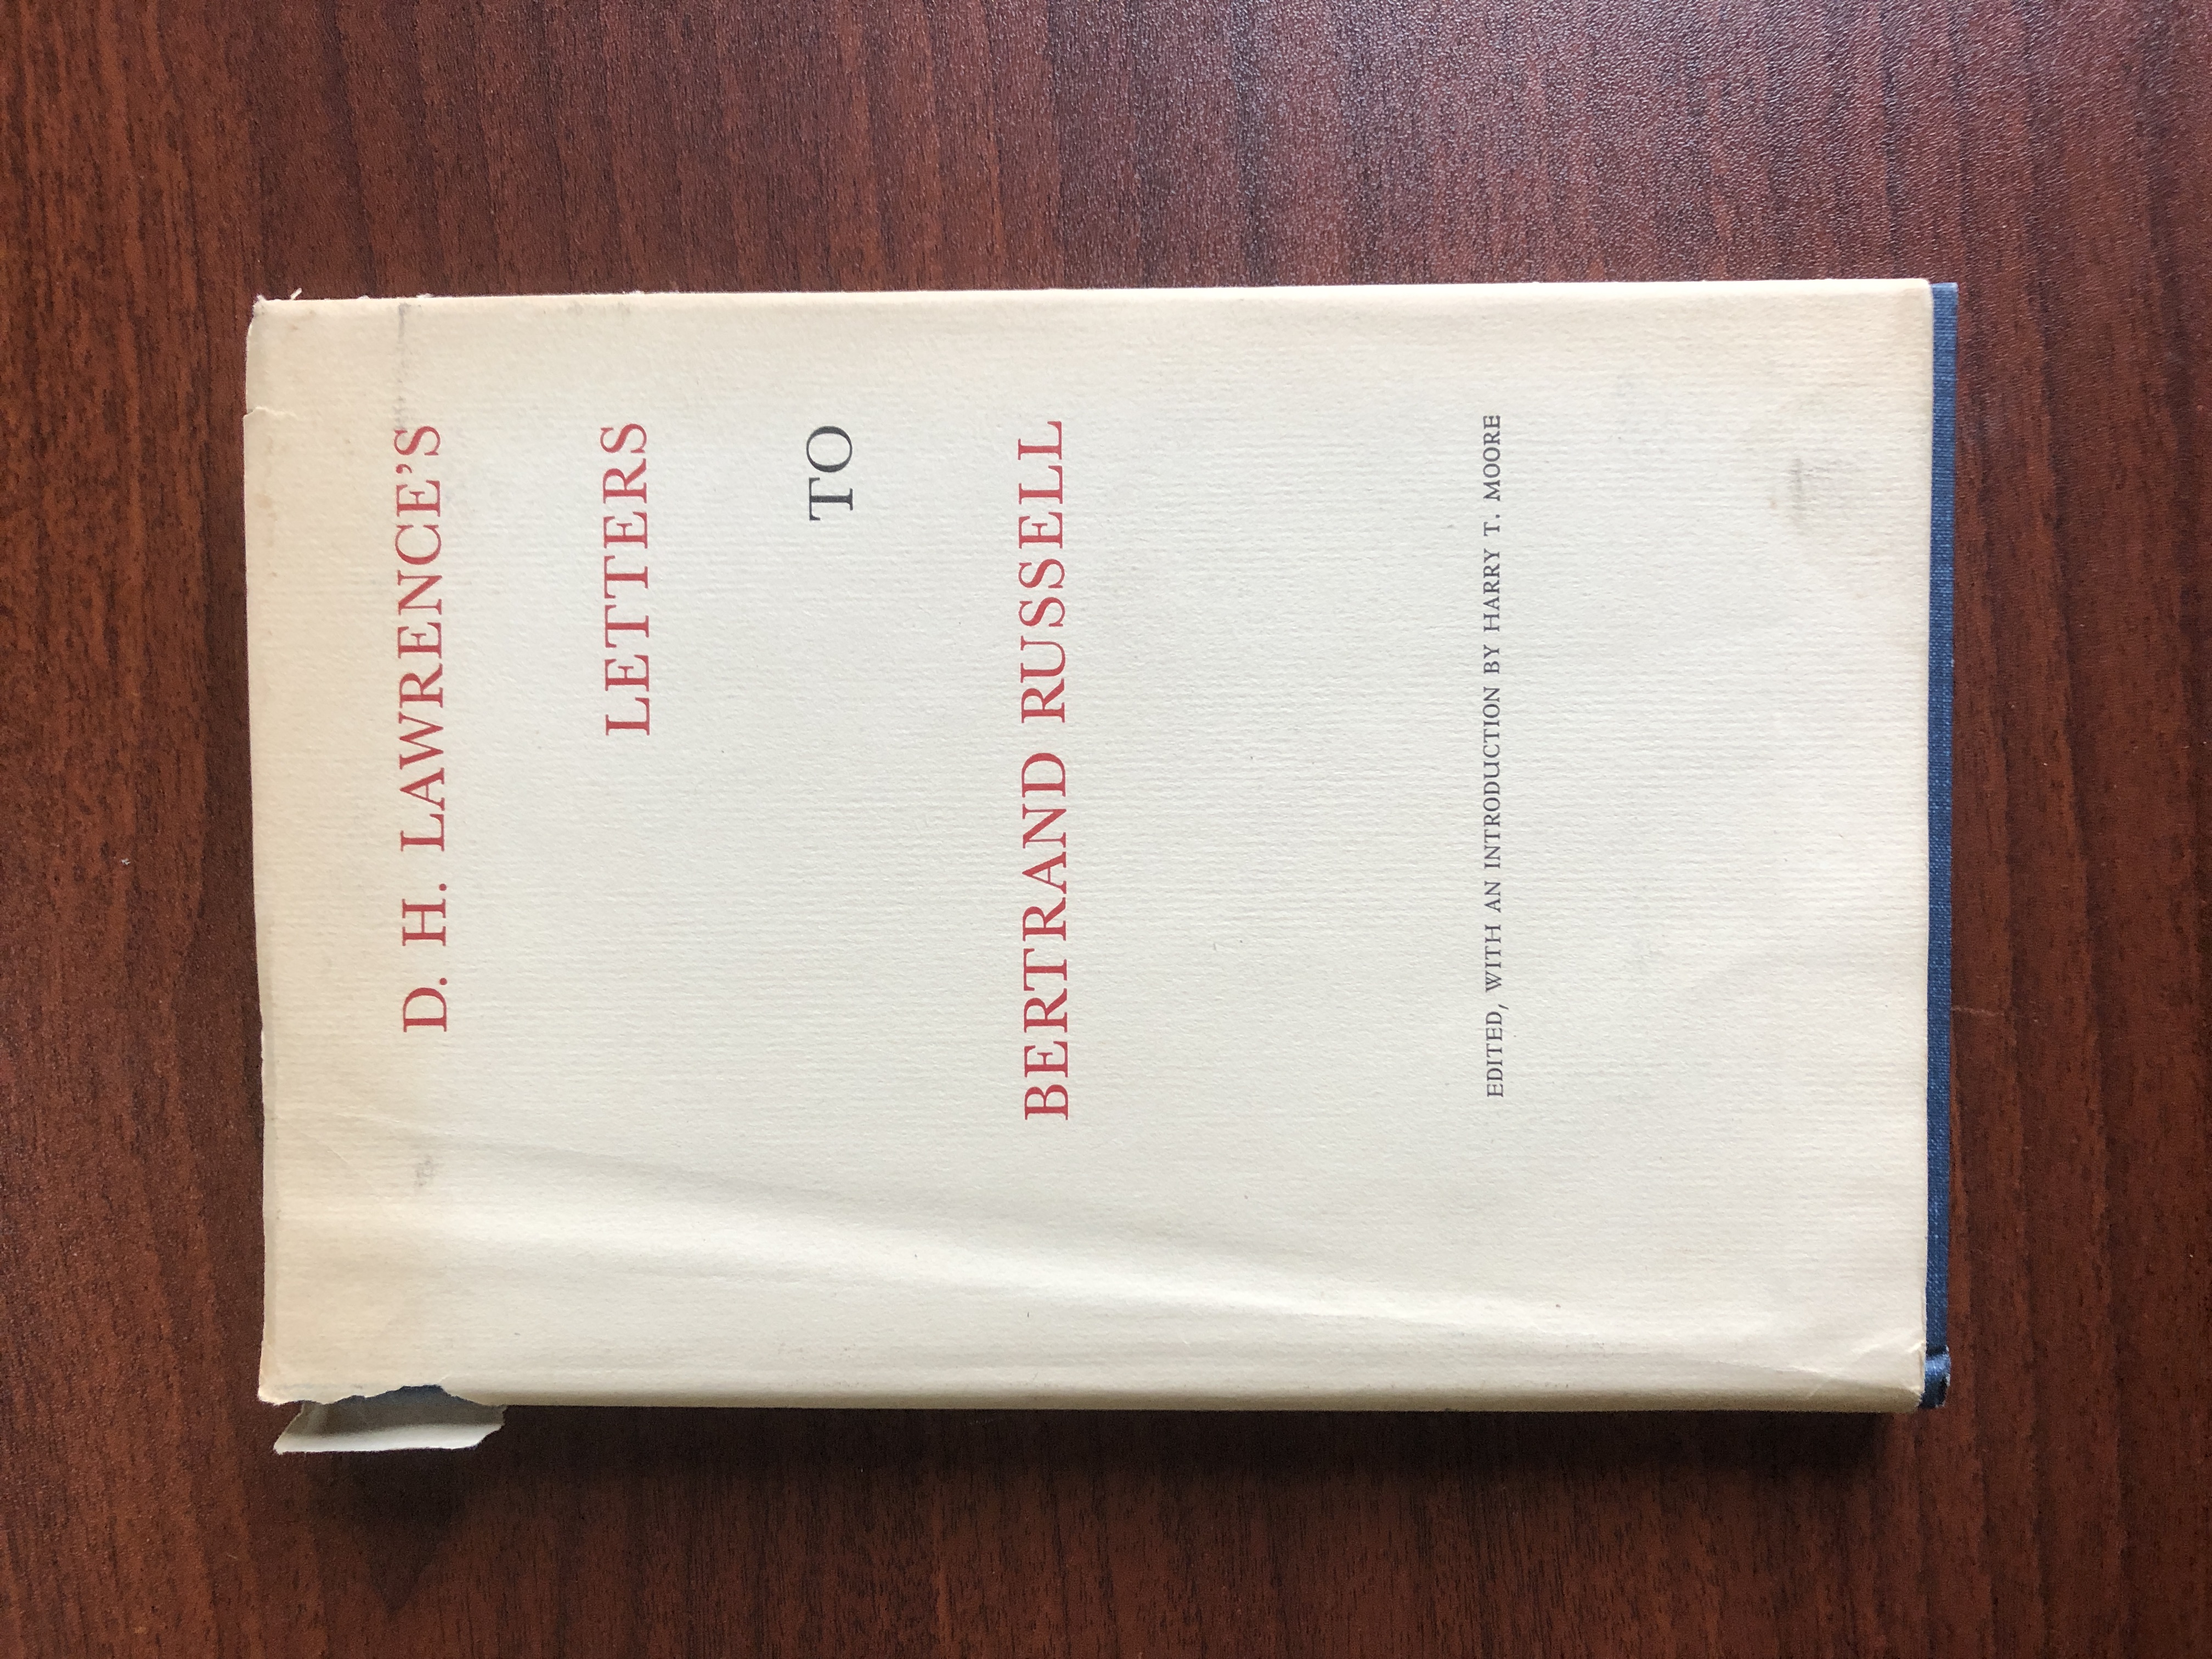 D. H. LAWRENCE'S
LETTERS
TO
BERTRAND RUSSELL
EDITED, WITH AN INTRODUCTION BY HARRY T. MOORE